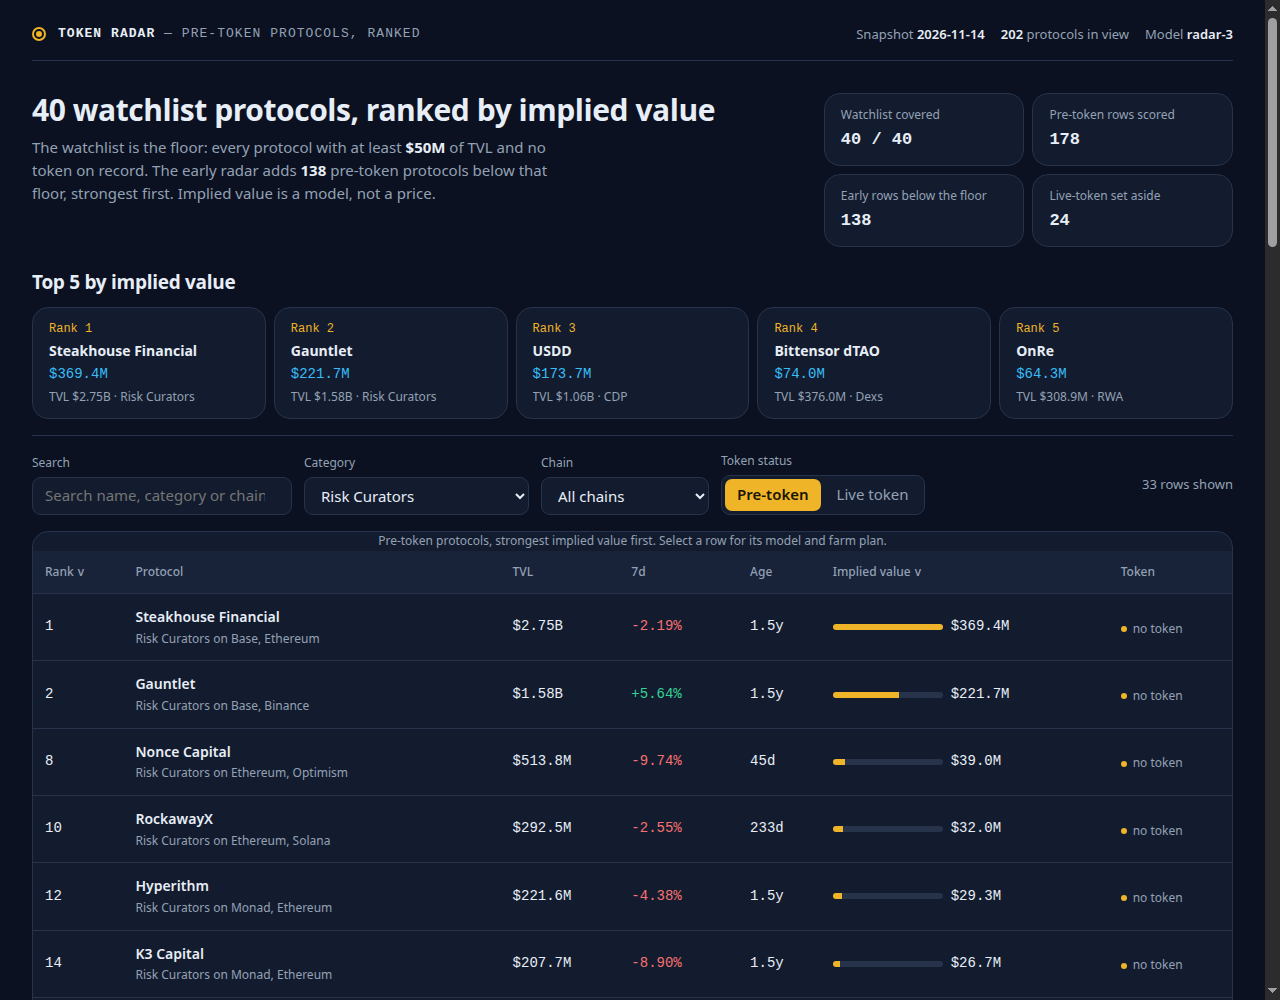 TOKEN RADAR — PRE-TOKEN PROTOCOLS, RANKED
Snapshot 2026-11-14 202 protocols in view Model radar-3
40 watchlist protocols, ranked by implied value
The watchlist is the floor: every protocol with at least $50M of TVL and no
token on record. The early radar adds 138 pre-token protocols below that
floor, strongest first. Implied value is a model, not a price.
Watchlist covered
40 / 40
Pre-token rows scored
178
Early rows below the floor
138
Live-token set aside
24
Top 5 by implied value
Rank 1
Steakhouse Financial
$369.4M
TVL $2.75B · Risk Curators
Rank 2
Gauntlet
$221.7M
TVL $1.58B · Risk Curators
Rank 3
USDD
$173.7M
TVL $1.06B · CDP
Rank 4
Bittensor dTAO
$74.0M
TVL $376.0M · Dexs
Rank 5
OnRe
$64.3M
TVL $308.9M · RWA
Search
Search name, category or chain
Category
Risk Curators
Chain
All chains
Token status
Pre-token Live token
33 rows shown
Pre-token protocols, strongest implied value first. Select a row for its model and farm plan.
Rank v Protocol TVL 7d Age Implied value v Token
1 Steakhouse Financial $2.75B -2.19% 1.5y $369.4M no token
Risk Curators on Base, Ethereum
2 Gauntlet $1.58B +5.64% 1.5y $221.7M no token
Risk Curators on Base, Binance
8 Nonce Capital $513.8M -9.74% 45d $39.0M no token
Risk Curators on Ethereum, Optimism
10 RockawayX $292.5M -2.55% 233d $32.0M no token
Risk Curators on Ethereum, Solana
12 Hyperithm $221.6M -4.38% 1.5y $29.3M no token
Risk Curators on Monad, Ethereum
14 K3 Capital $207.7M -8.90% 1.5y $26.7M no token
Risk Curators on Monad, Ethereum